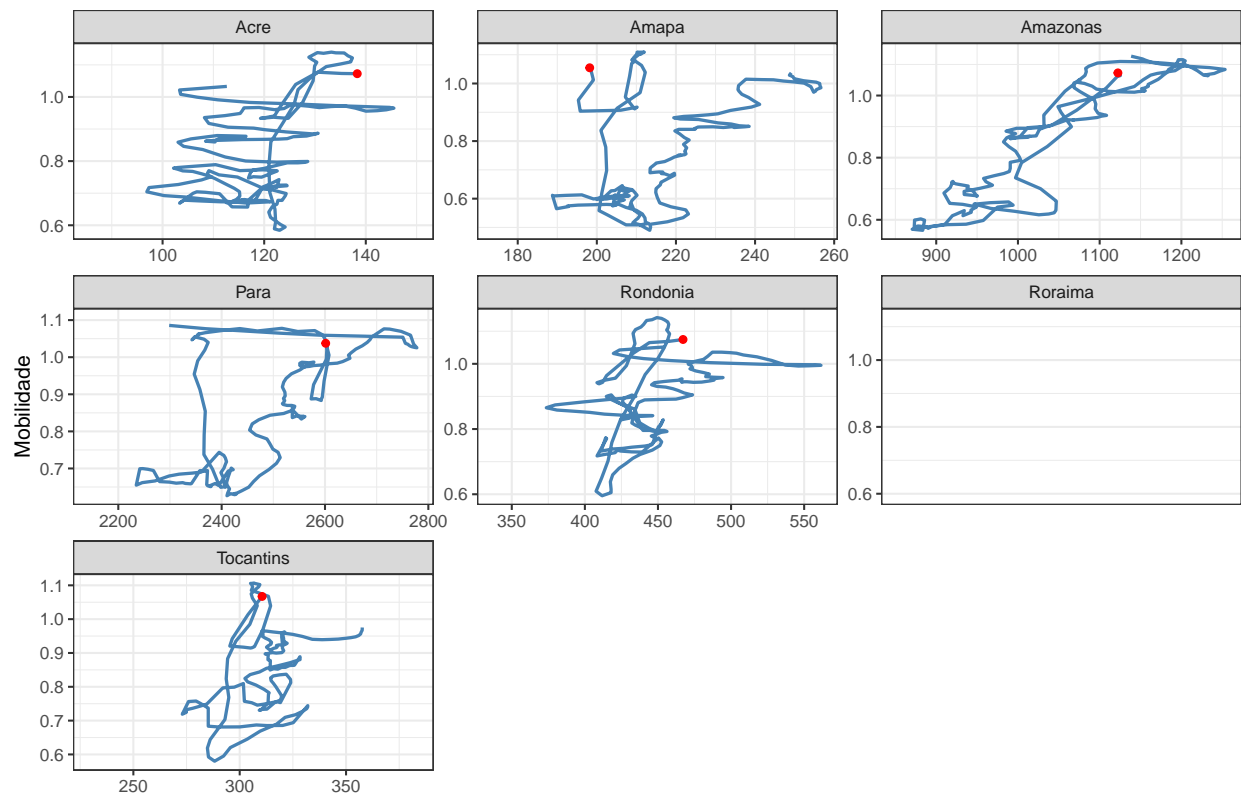 Acre Amapa Amazonas
1.0 1.0 1.0
0.8 0.8 0.8
0.6 0.6 0.6
100 120 140 180 200 220 240 260 900 1000 1100 1200
Para Rondonia Roraima
1.1
1.0 1.0 1.0
0.9
0.8 0.8 0.8
0.7
0.6 0.6
2200 2400 2600 2800 350 400 450 500 550
Mobilidade
Tocantins
1.1
1.0
0.9
0.8
0.7
0.6
250 300 350